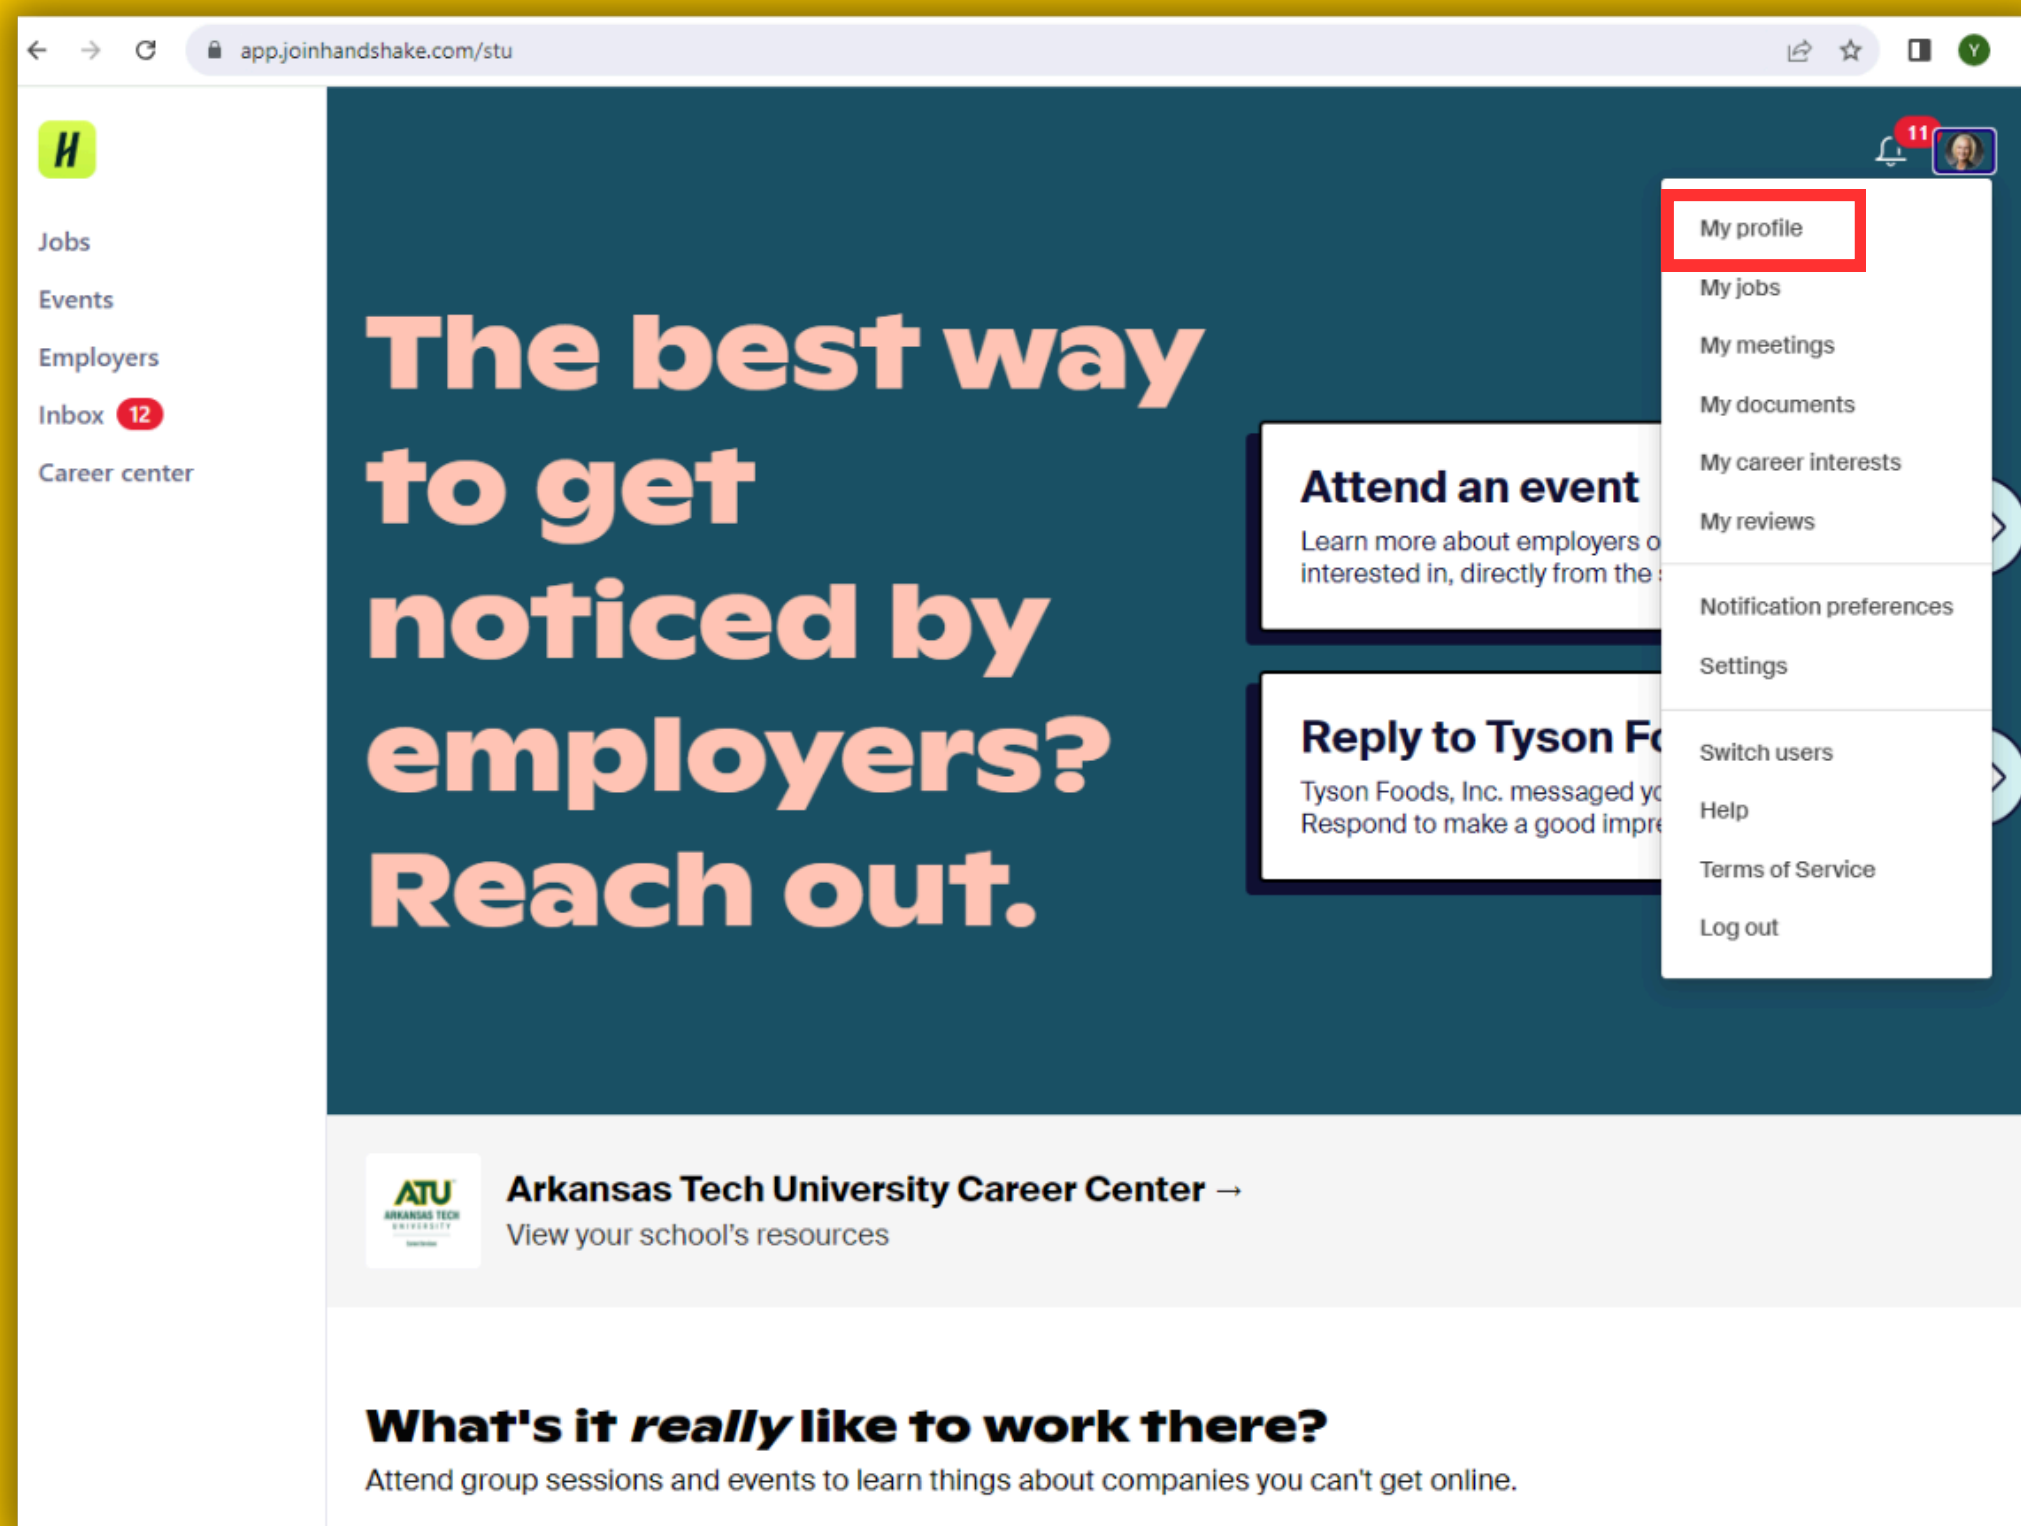 app.joinhandshake.com/stu
Y
H
11
Jobs
Events
Employers
Inbox 12
Career center
The best way
to get
noticed by
employers?
Reach out.
Attend an event
Learn more about employers o
interested in, directly from the
Reply to Tyson Fo
Tyson Foods, Inc. messaged yo
Respond to make a good impre
My profile
My jobs
My meetings
My documents
My career interests
My reviews
Notification preferences
Settings
Switch users
Help
Terms of Service
Log out
ATU
ARKANSAS TECH
UNIVERSITY
Arkansas Tech University Career Center →
View your school's resources
What's it really like to work there?
Attend group sessions and events to learn things about companies you can't get online.